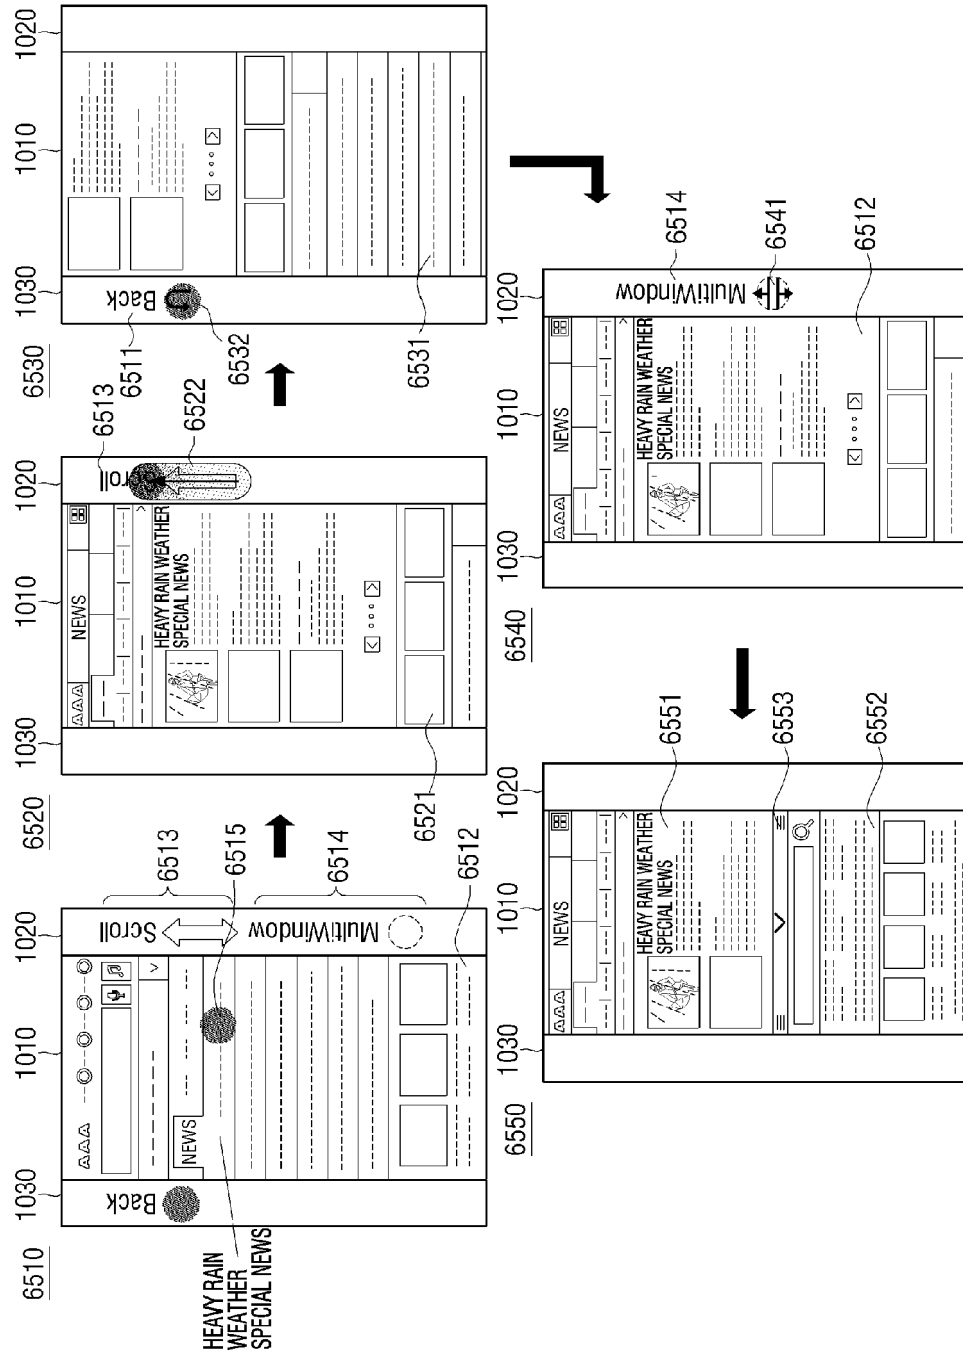 6510
1030
1010
1020
AAA
NEWS
Back
Scroll
MultiWindow
6513
6515
6514
6512
HEAVY RAIN
WEATHER
SPECIAL NEWS
6520
1030
1010
1020
AAA
NEWS
HEAVY RAIN WEATHER
SPECIAL NEWS
Scroll
6513
6522
6521
6530
1030
1010
1020
Back
6511
6532
6531
6540
1030
1010
1020
AAA
NEWS
HEAVY RAIN WEATHER
SPECIAL NEWS
MultiWindow
6514
6541
6512
6550
1030
1010
1020
AAA
NEWS
HEAVY RAIN WEATHER
SPECIAL NEWS
6551
6553
6552